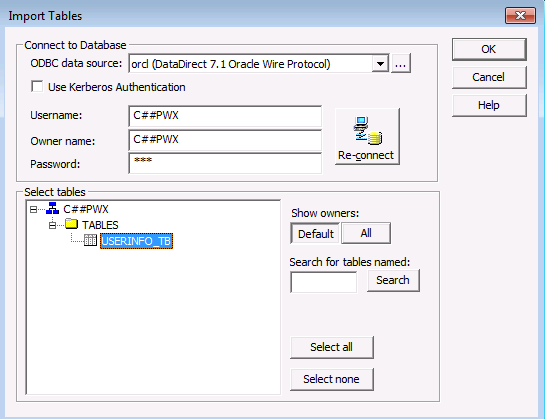 Import Tables
Connect to Database
ODBC data source: orcl (DataDirect 7.1 Oracle Wire Protocol) ...
Use Kerberos Authentication
Username: C##PWX
Owner name: C##PWX
Password: ***
Re-connect
OK
Cancel
Help
Select tables
C##PWX
TABLES
USERINFO_TB
Show owners:
Default All
Search for tables named:
Search
Select all
Select none